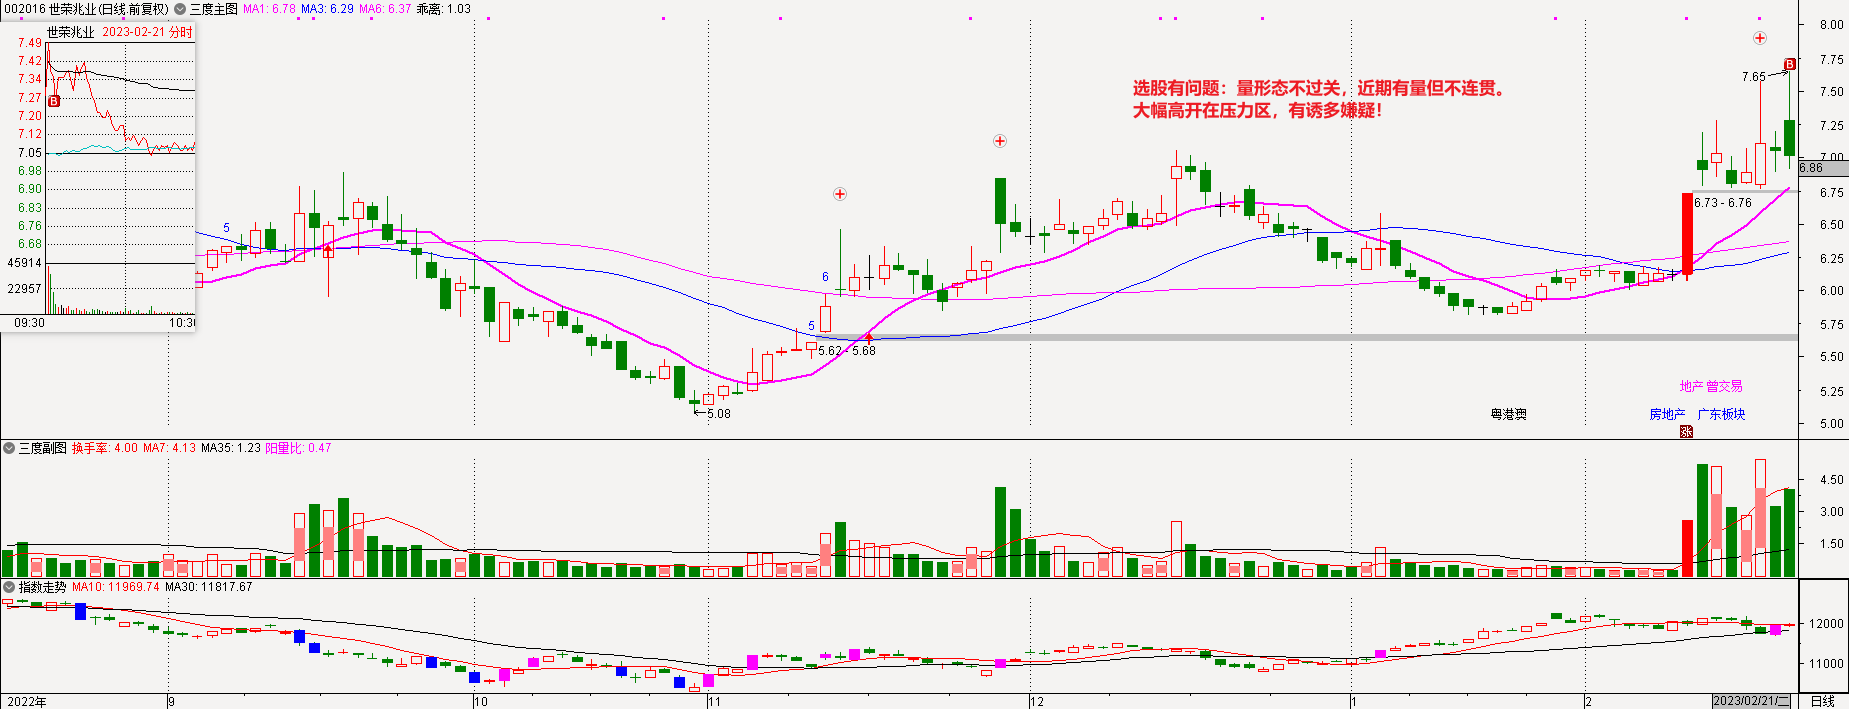 002016 世荣兆业(日线.前复权) 三度主图 MA1: 6.78 MA3: 6.29 MA6: 6.37 乖离: 1.03
世荣兆业 2023-02-21 分时
7.49
7.42
7.34
7.27
7.20
7.12
7.05
6.98
6.90
6.83
6.76
6.68
45914
22957
09:30 10:30
B
选股有问题：量形态不过关，近期有量但不连贯。
大幅高开在压力区，有诱多嫌疑！
7.65
B
5
6
5
5.62 - 5.68
5.08
6.73 - 6.76
地产 曾交易
粤港澳 房地产 广东板块
涨
8.00
7.75
7.50
7.25
7.00
6.86
6.75
6.50
6.25
6.00
5.75
5.50
5.25
5.00
三度副图 换手率: 4.00 MA7: 4.13 MA35: 1.23 阳量比: 0.47
4.50
3.00
1.50
指数走势 MA10: 11969.74 MA30: 11817.67
12000
11000
2022年 9 10 11 12 1 2 2023/02/21/二 日线